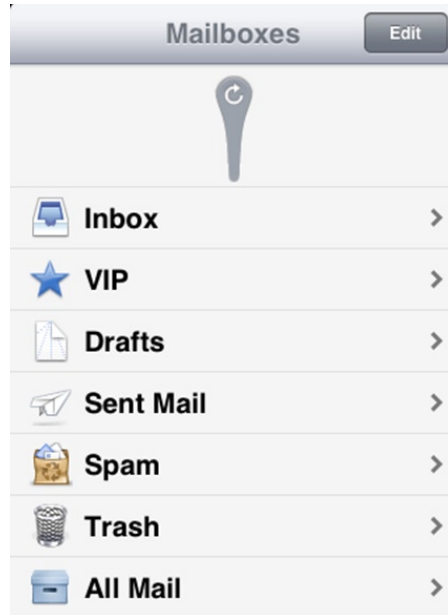 Mailboxes
Edit
Inbox
VIP
Drafts
Sent Mail
Spam
Trash
All Mail